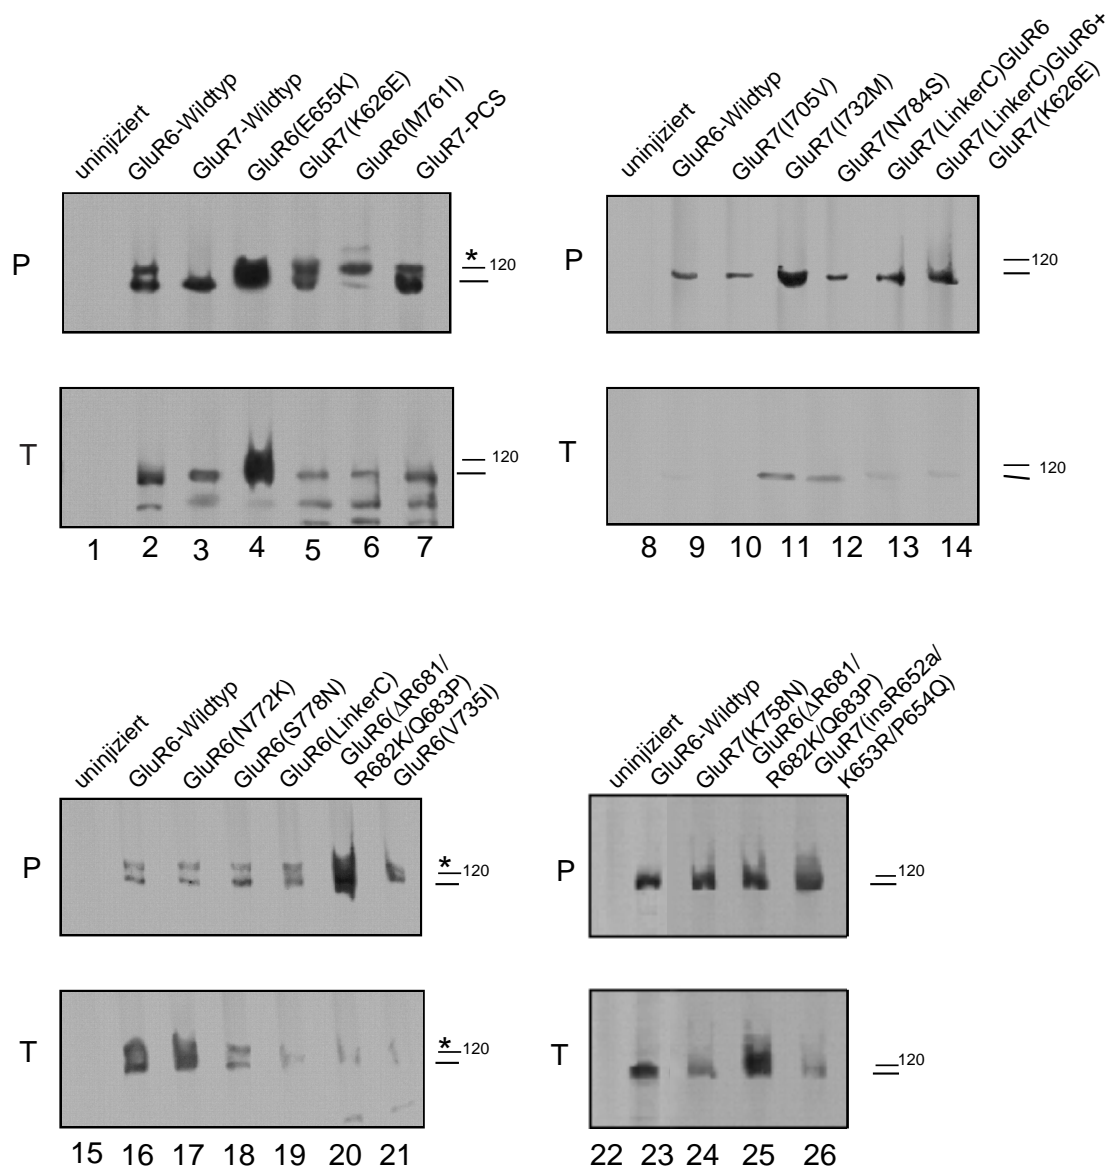 uninjiziert
GluR6-Wildtyp
GluR7-Wildtyp
GluR6(E655K)
GluR7(K626E)
GluR6(M761I)
GluR7-PCS
P
*
120
T
120
1 2 3 4 5 6 7
uninjiziert
GluR6-Wildtyp
GluR7(I705V)
GluR7(I732M)
GluR7(N784S)
GluR7(LinkerC)GluR6
GluR7(LinkerC)GluR6+
GluR7(K626E)
P
120
T
120
8 9 10 11 12 13 14
uninjiziert
GluR6-Wildtyp
GluR6(N772K)
GluR6(S778N)
GluR6(LinkerC)
GluR6(ΔR681/
R682K/Q683P)
GluR6(V735I)
P
*
120
T
*
120
15 16 17 18 19 20 21
uninjiziert
GluR6-Wildtyp
GluR7(K758N)
GluR6(ΔR681/
R682K/Q683P)
GluR7(insR652a/
K653R/P654Q)
P
120
T
120
22 23 24 25 26